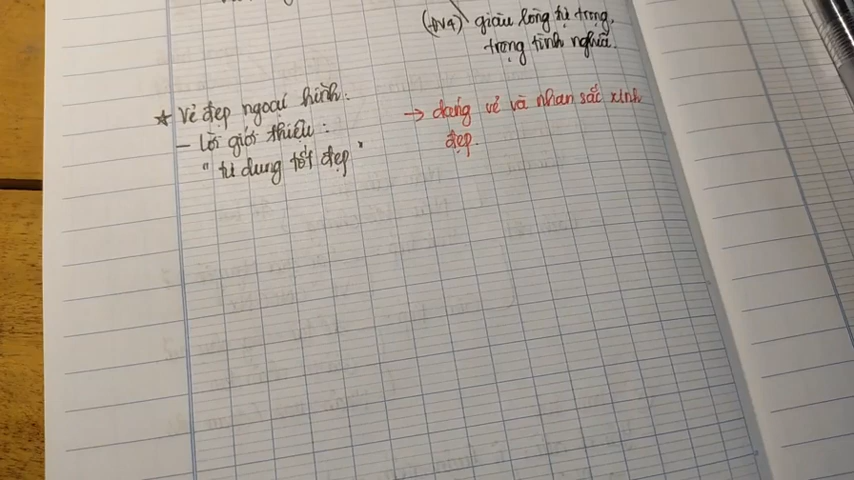 (ĐV4) giàu lòng tự trọng,
trọng tình nghĩa.
* Vẻ đẹp ngoại hình:
- Lời giới thiệu:
" tư dung tốt đẹp "
→ dáng vẻ và nhan sắc xinh
đẹp.